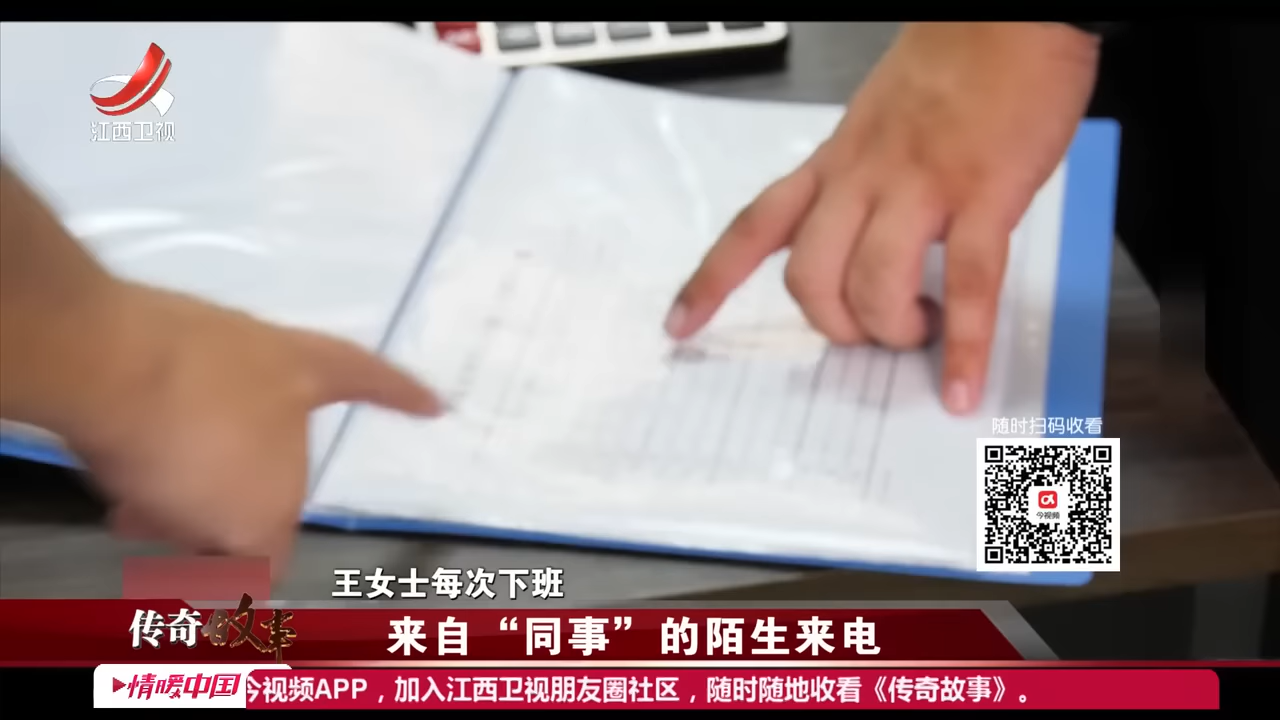 江西卫视
随时扫码收看
今视频
王女士每次下班
传奇故事
来自“同事”的陌生来电
情暖中国
今视频APP，加入江西卫视朋友圈社区，随时随地收看《传奇故事》。